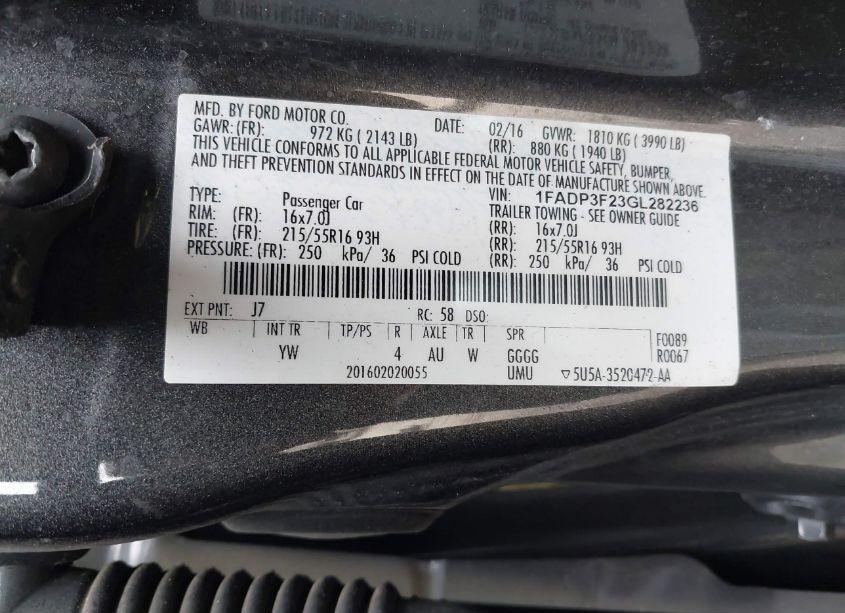 MFD. BY FORD MOTOR CO. DATE: 02/16 GVWR: 1810 KG ( 3990 LB)
GAWR: (FR): 972 KG ( 2143 LB) (RR): 880 KG ( 1940 LB)
THIS VEHICLE CONFORMS TO ALL APPLICABLE FEDERAL MOTOR VEHICLE SAFETY, BUMPER,
AND THEFT PREVENTION STANDARDS IN EFFECT ON THE DATE OF MANUFACTURE SHOWN ABOVE.
VIN: 1FADP3F23GL282236
TYPE: Passenger Car TRAILER TOWING - SEE OWNER GUIDE
RIM: (FR): 16x7.0J (RR): 16x7.0J
TIRE: (FR): 215/55R16 93H (RR): 215/55R16 93H
PRESSURE: (FR): 250 kPa/ 36 PSI COLD (RR): 250 kPa/ 36 PSI COLD
EXT PNT: J7 RC: 58 DSO:
WB INT TR TP/PS R AXLE TR SPR F0089
YW 4 AU W GGGG R0067
201602020055 UMU ▽5U5A-3520472-AA